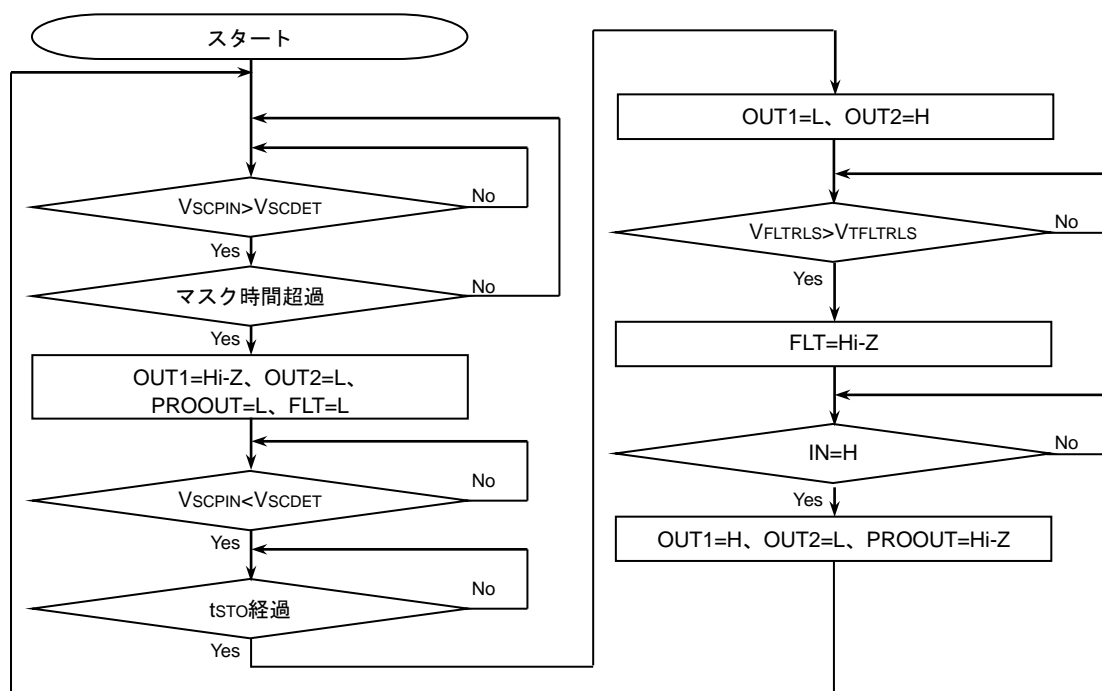 スタート
VSCPIN>VSCDET
No
Yes
マスク時間超過
No
Yes
OUT1=Hi-Z、OUT2=L、
PROOUT=L、FLT=L
VSCPIN<VSCDET
No
Yes
tSTO経過
No
Yes
OUT1=L、OUT2=H
VFLTRLS>VTFLTRLS
No
Yes
FLT=Hi-Z
IN=H
No
Yes
OUT1=H、OUT2=L、PROOUT=Hi-Z